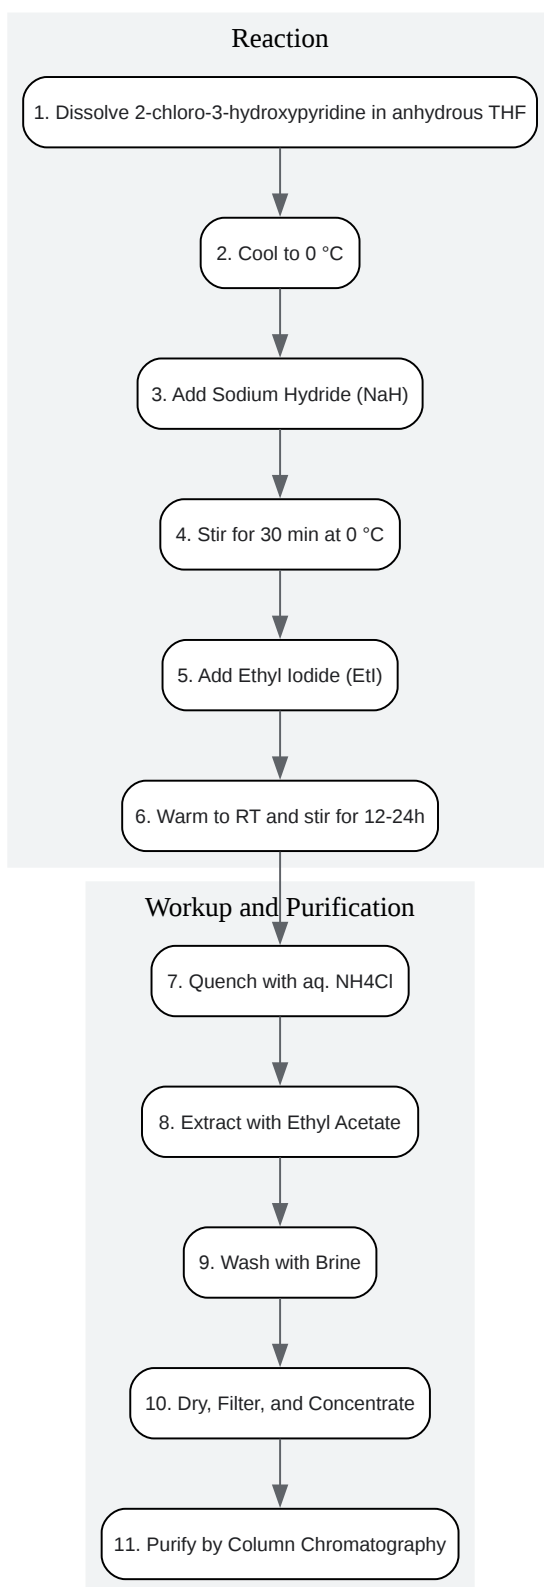 Reaction
1. Dissolve 2-chloro-3-hydroxypyridine in anhydrous THF
2. Cool to 0 °C
3. Add Sodium Hydride (NaH)
4. Stir for 30 min at 0 °C
5. Add Ethyl Iodide (EtI)
6. Warm to RT and stir for 12-24h
Workup and Purification
7. Quench with aq. NH4Cl
8. Extract with Ethyl Acetate
9. Wash with Brine
10. Dry, Filter, and Concentrate
11. Purify by Column Chromatography